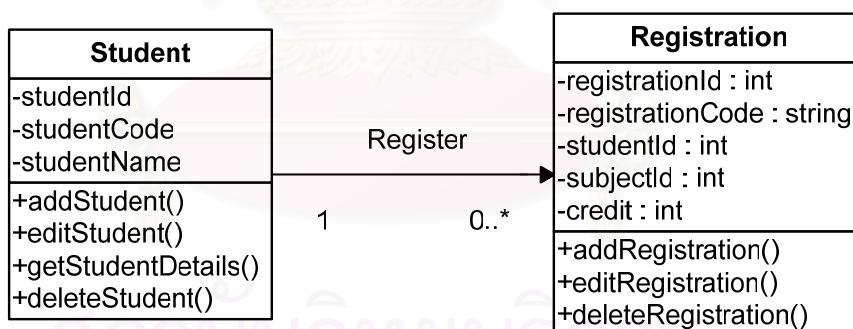 Student
-studentId
-studentCode
-studentName
+addStudent()
+editStudent()
+getStudentDetails()
+deleteStudent()
Register
1
0..*
Registration
-registrationId : int
-registrationCode : string
-studentId : int
-subjectId : int
-credit : int
+addRegistration()
+editRegistration()
+deleteRegistration()